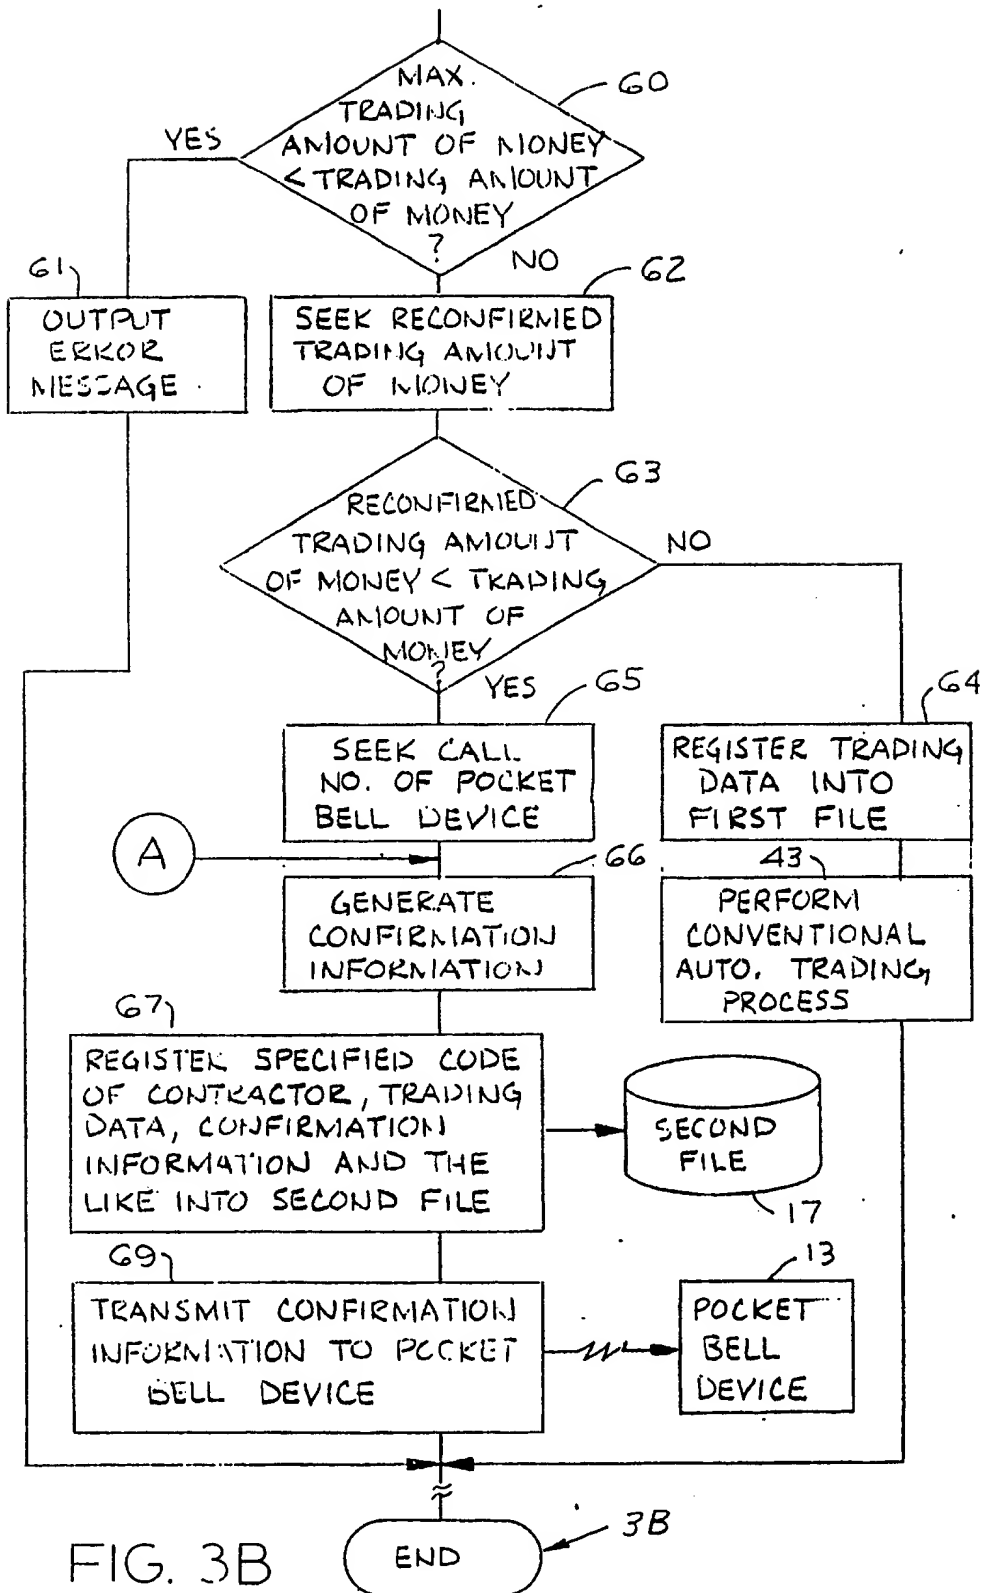 MAX.
TRADING
AMOUNT OF MONEY
< TRADING AMOUNT
OF MONEY
?
60
YES
NO
61
OUTPUT
ERROR
MESSAGE
62
SEEK RECONFIRMED
TRADING AMOUNT
OF MONEY
63
RECONFIRMED
TRADING AMOUNT
OF MONEY < TRADING
AMOUNT OF
MONEY
?
NO
YES
65
SEEK CALL
NO. OF POCKET
BELL DEVICE
64
REGISTER TRADING
DATA INTO
FIRST FILE
A
66
GENERATE
CONFIRMATION
INFORMATION
43
PERFORM
CONVENTIONAL
AUTO. TRADING
PROCESS
67
REGISTER SPECIFIED CODE
OF CONTRACTOR, TRADING
DATA, CONFIRMATION
INFORMATION AND THE
LIKE INTO SECOND FILE
SECOND
FILE
17
69
TRANSMIT CONFIRMATION
INFORMATION TO POCKET
BELL DEVICE
13
POCKET
BELL
DEVICE
END
3B
FIG. 3B